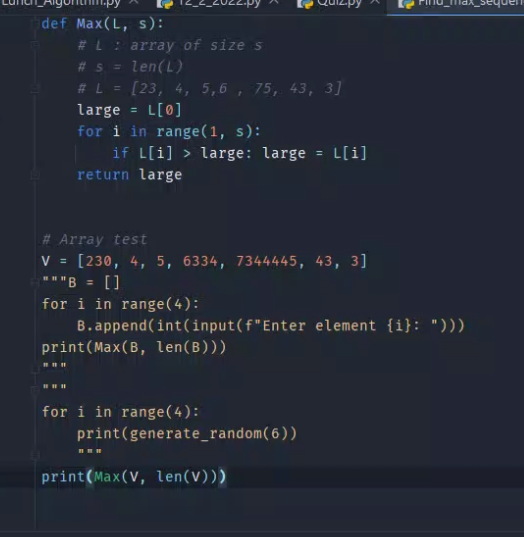 Lunch_Algorithm.py × 12_2_2022.py × Quiz.py × Find_max_sequen
def Max(L, s):
    # L : array of size s
    # s = len(L)
    # L = [23, 4, 5,6 , 75, 43, 3]
    large = L[0]
    for i in range(1, s):
        if L[i] > large: large = L[i]
    return large
# Array test
V = [230, 4, 5, 6334, 7344445, 43, 3]
"""B = []
for i in range(4):
    B.append(int(input(f"Enter element {i}: ")))
print(Max(B, len(B)))
"""
"""
for i in range(4):
    print(generate_random(6))
    """
print(Max(V, len(V)))